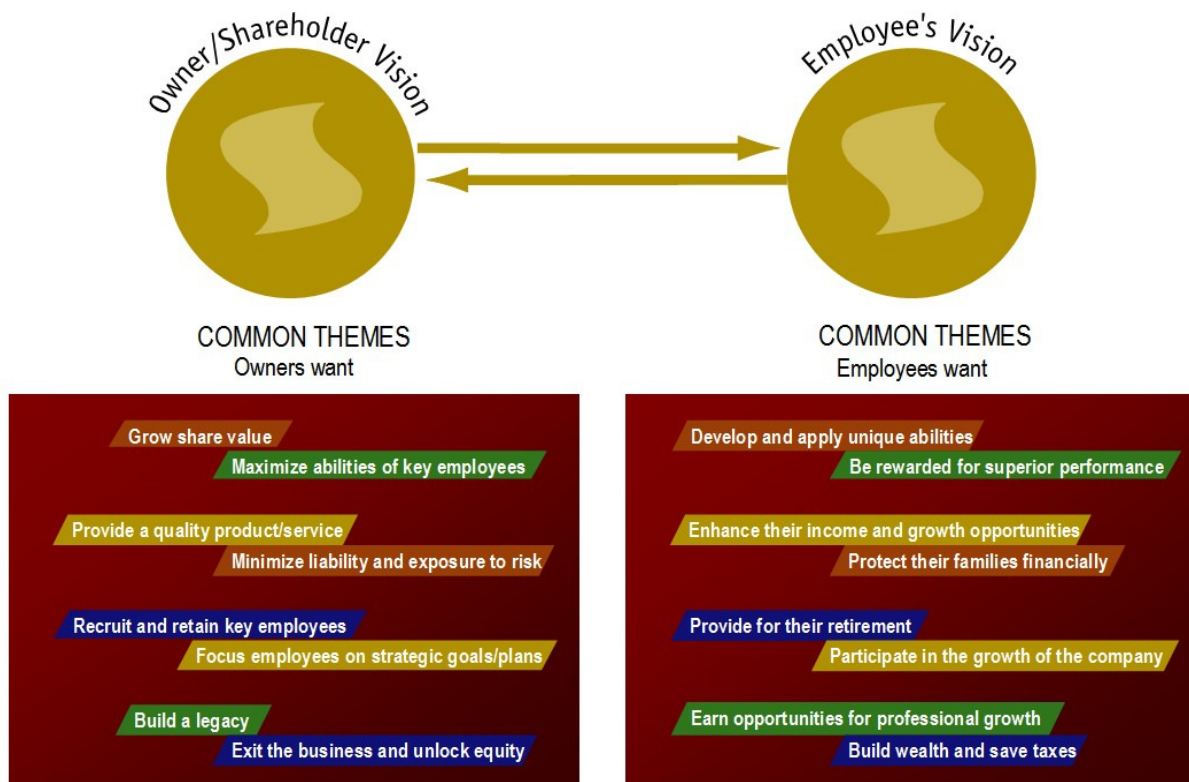 Owner/Shareholder Vision
Employee's Vision
COMMON THEMES
Owners want
Grow share value
Maximize abilities of key employees
Provide a quality product/service
Minimize liability and exposure to risk
Recruit and retain key employees
Focus employees on strategic goals/plans
Build a legacy
Exit the business and unlock equity
COMMON THEMES
Employees want
Develop and apply unique abilities
Be rewarded for superior performance
Enhance their income and growth opportunities
Protect their families financially
Provide for their retirement
Participate in the growth of the company
Earn opportunities for professional growth
Build wealth and save taxes